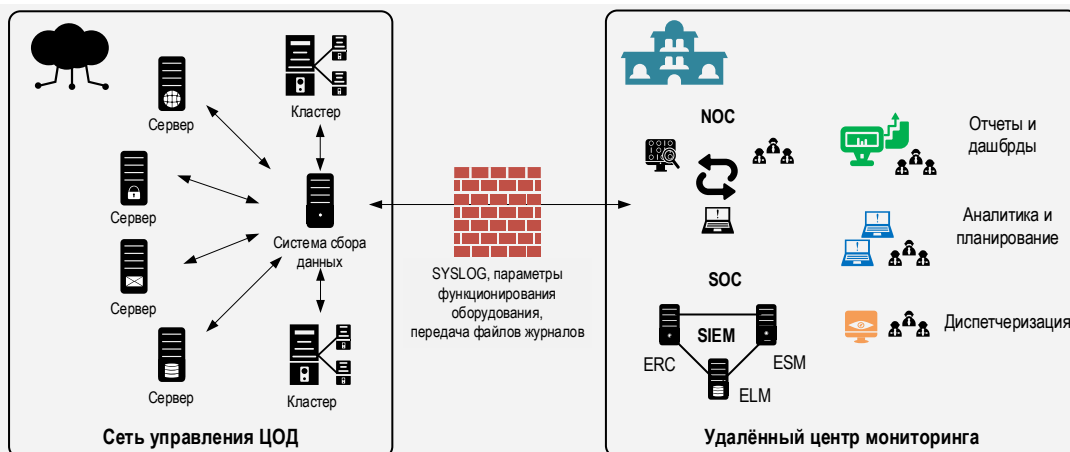 Сервер
Сервер
Сервер
Сервер
Кластер
Система сбора
данных
Кластер
Сеть управления ЦОД
SYSLOG, параметры
функционирования
оборудования,
передача файлов журналов
NOC
SOC
SIEM
ERC
ESM
ELM
Отчеты и
дашбрды
Аналитика и
планирование
Диспетчеризация
Удалённый центр мониторинга